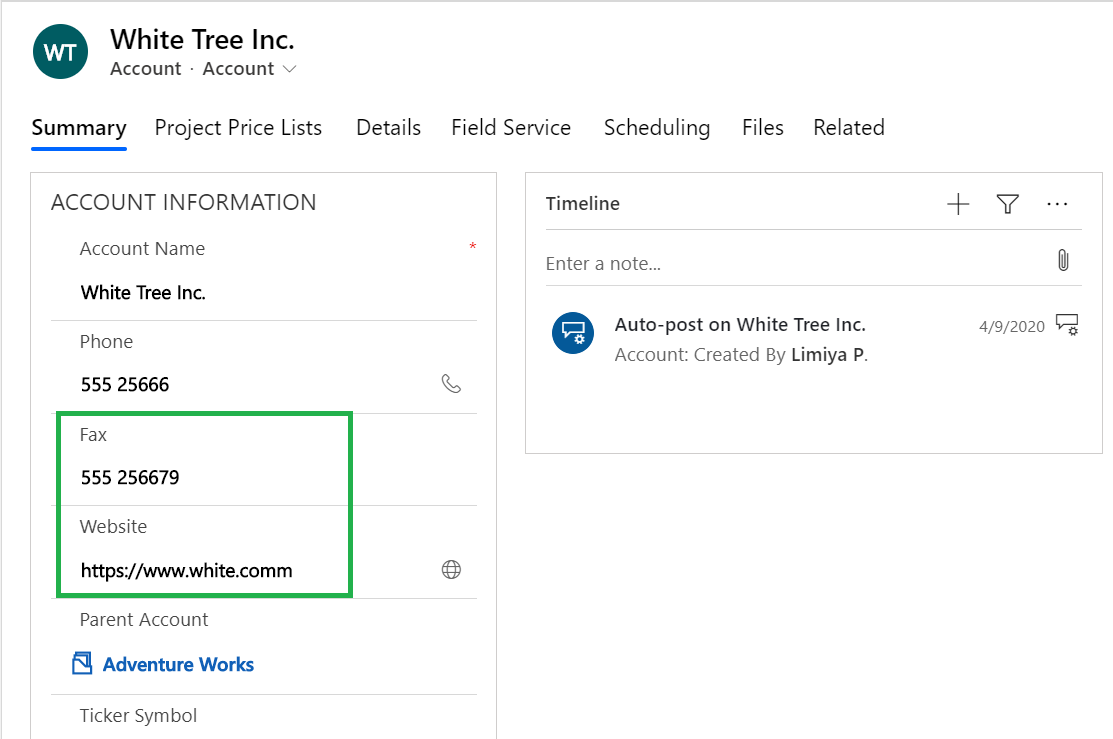 WT
White Tree Inc.
Account · Account
Summary Project Price Lists Details Field Service Scheduling Files Related
ACCOUNT INFORMATION
Account Name *
White Tree Inc.
Phone
555 25666
Fax
555 256679
Website
https://www.white.comm
Parent Account
Adventure Works
Ticker Symbol
Timeline
Enter a note...
Auto-post on White Tree Inc. 4/9/2020
Account: Created By Limiya P.